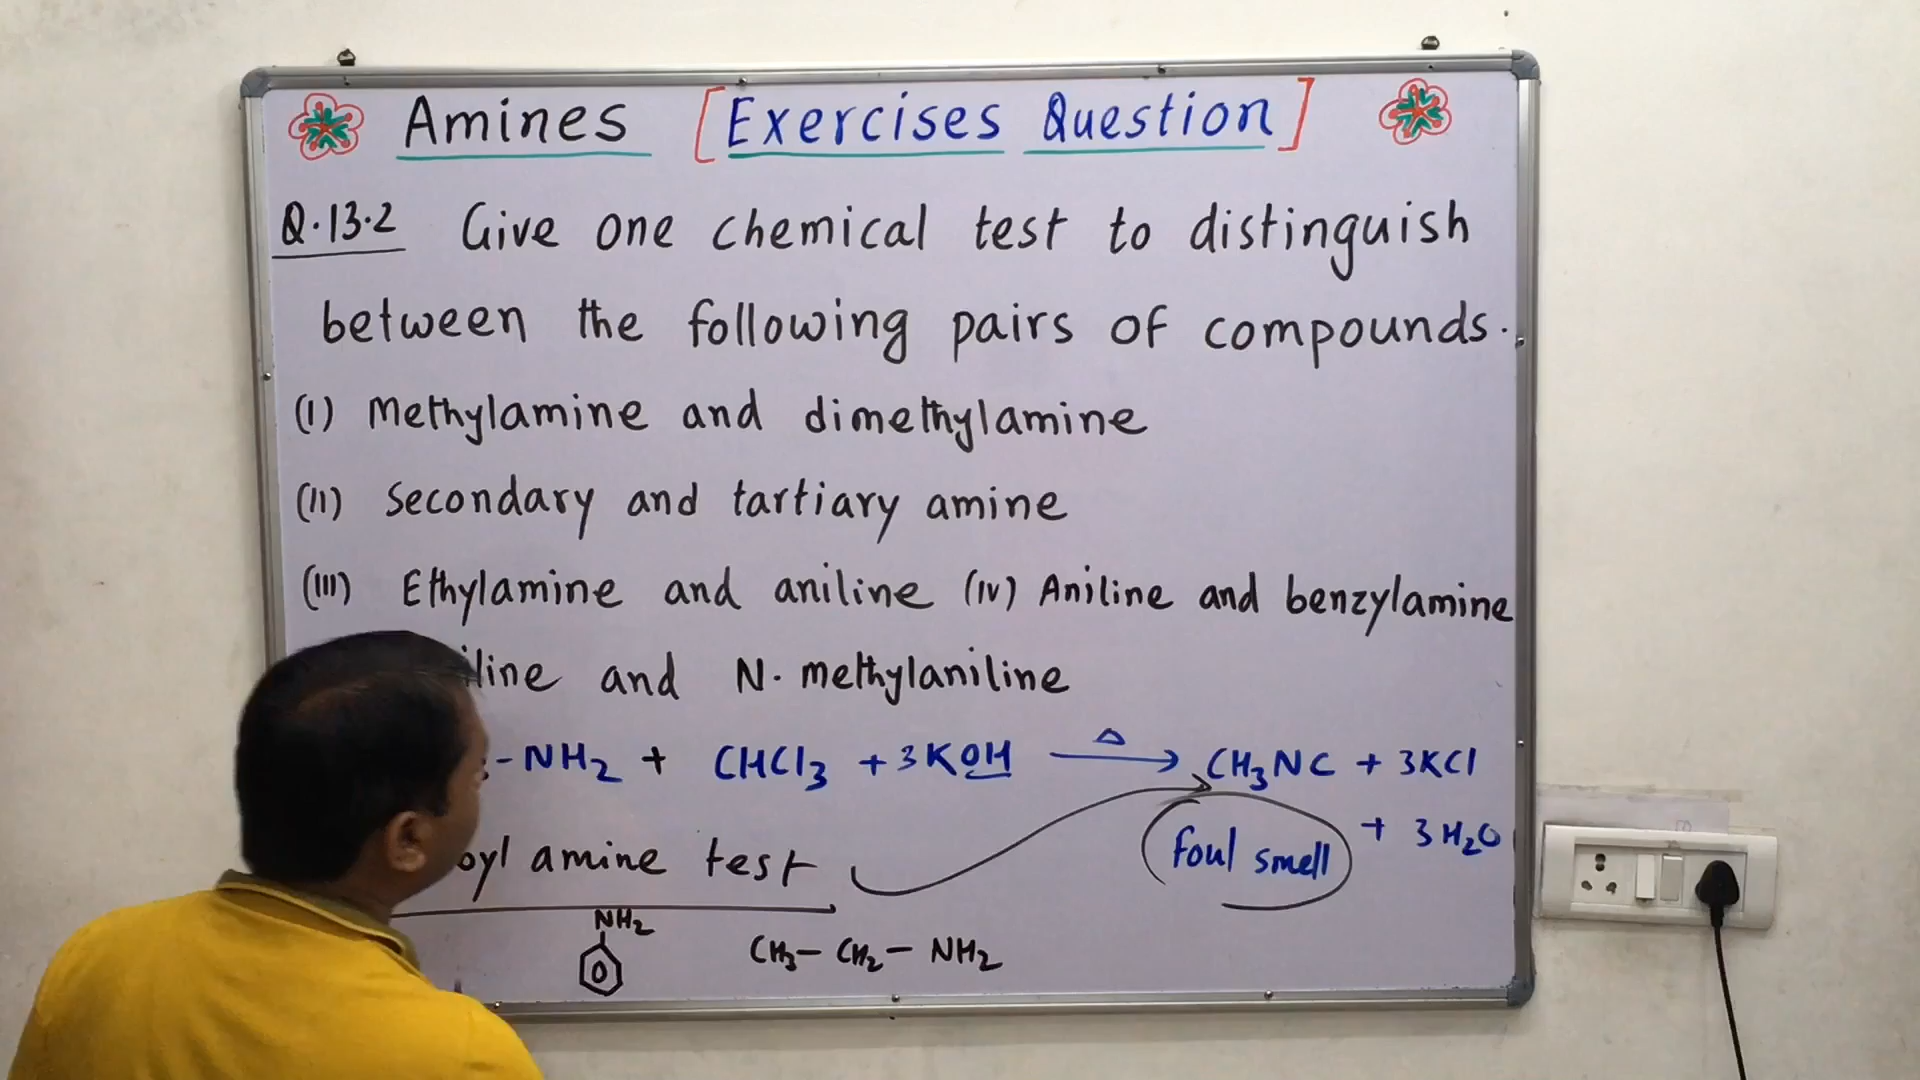 Amines [Exercises Question]
Q.13.2 Give one chemical test to distinguish
between the following pairs of compounds.
(I) Methylamine and dimethylamine
(II) Secondary and tartiary amine
(III) Ethylamine and aniline (IV) Aniline and benzylamine
line and N. methylaniline
-NH₂ + CHCl₃ + 3KOH Δ → CH₃NC + 3KCl
+ 3H₂O
foul smell
oyl amine test
NH₂
CH₃-CH₂-NH₂